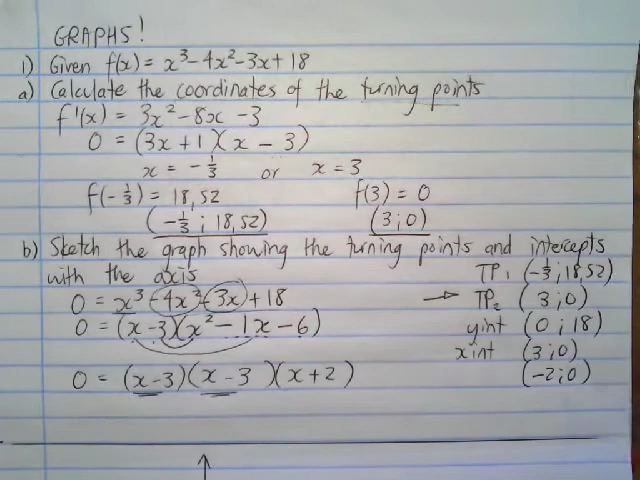 GRAPHS!
1) Given f(x) = x³ - 4x² - 3x + 18
a) Calculate the coordinates of the turning points
f'(x) = 3x² - 8x - 3
0 = (3x + 1)(x - 3)
x = -1/3 or x = 3
f(-1/3) = 18,52 f(3) = 0
(-1/3 ; 18,52) (3;0)
b) Sketch the graph showing the turning points and intercepts
with the axis TP₁ (-1/3 ; 18,52)
0 = x³ - 4x² - 3x + 18 → TP₂ (3;0)
0 = (x - 3)(x² - 1x - 6) yint (0 ; 18)
xint (3;0)
0 = (x - 3)(x - 3)(x + 2) (-2;0)